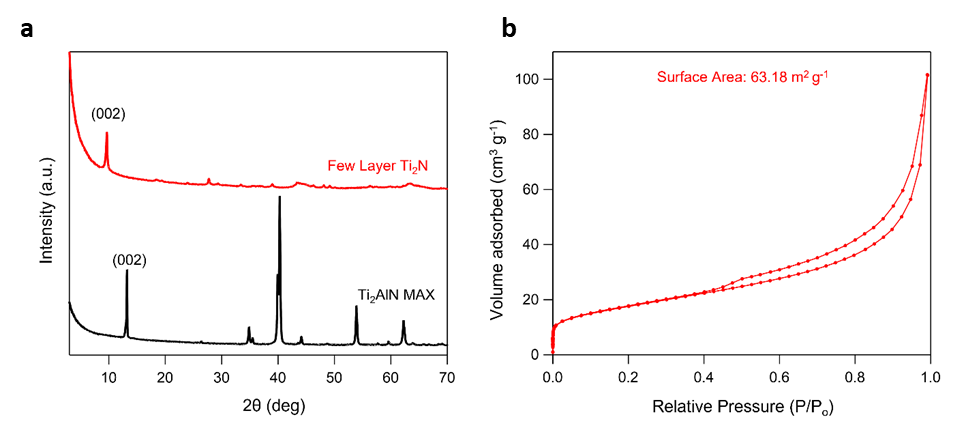 a
b
(002)
Few Layer Ti₂N
(002)
Ti₂AlN MAX
Intensity (a.u.)
10 20 30 40 50 60 70
2θ (deg)
Surface Area: 63.18 m² g⁻¹
100
80
60
40
20
0
Volume adsorbed (cm³ g⁻¹)
0.0 0.2 0.4 0.6 0.8 1.0
Relative Pressure (P/Pₒ)